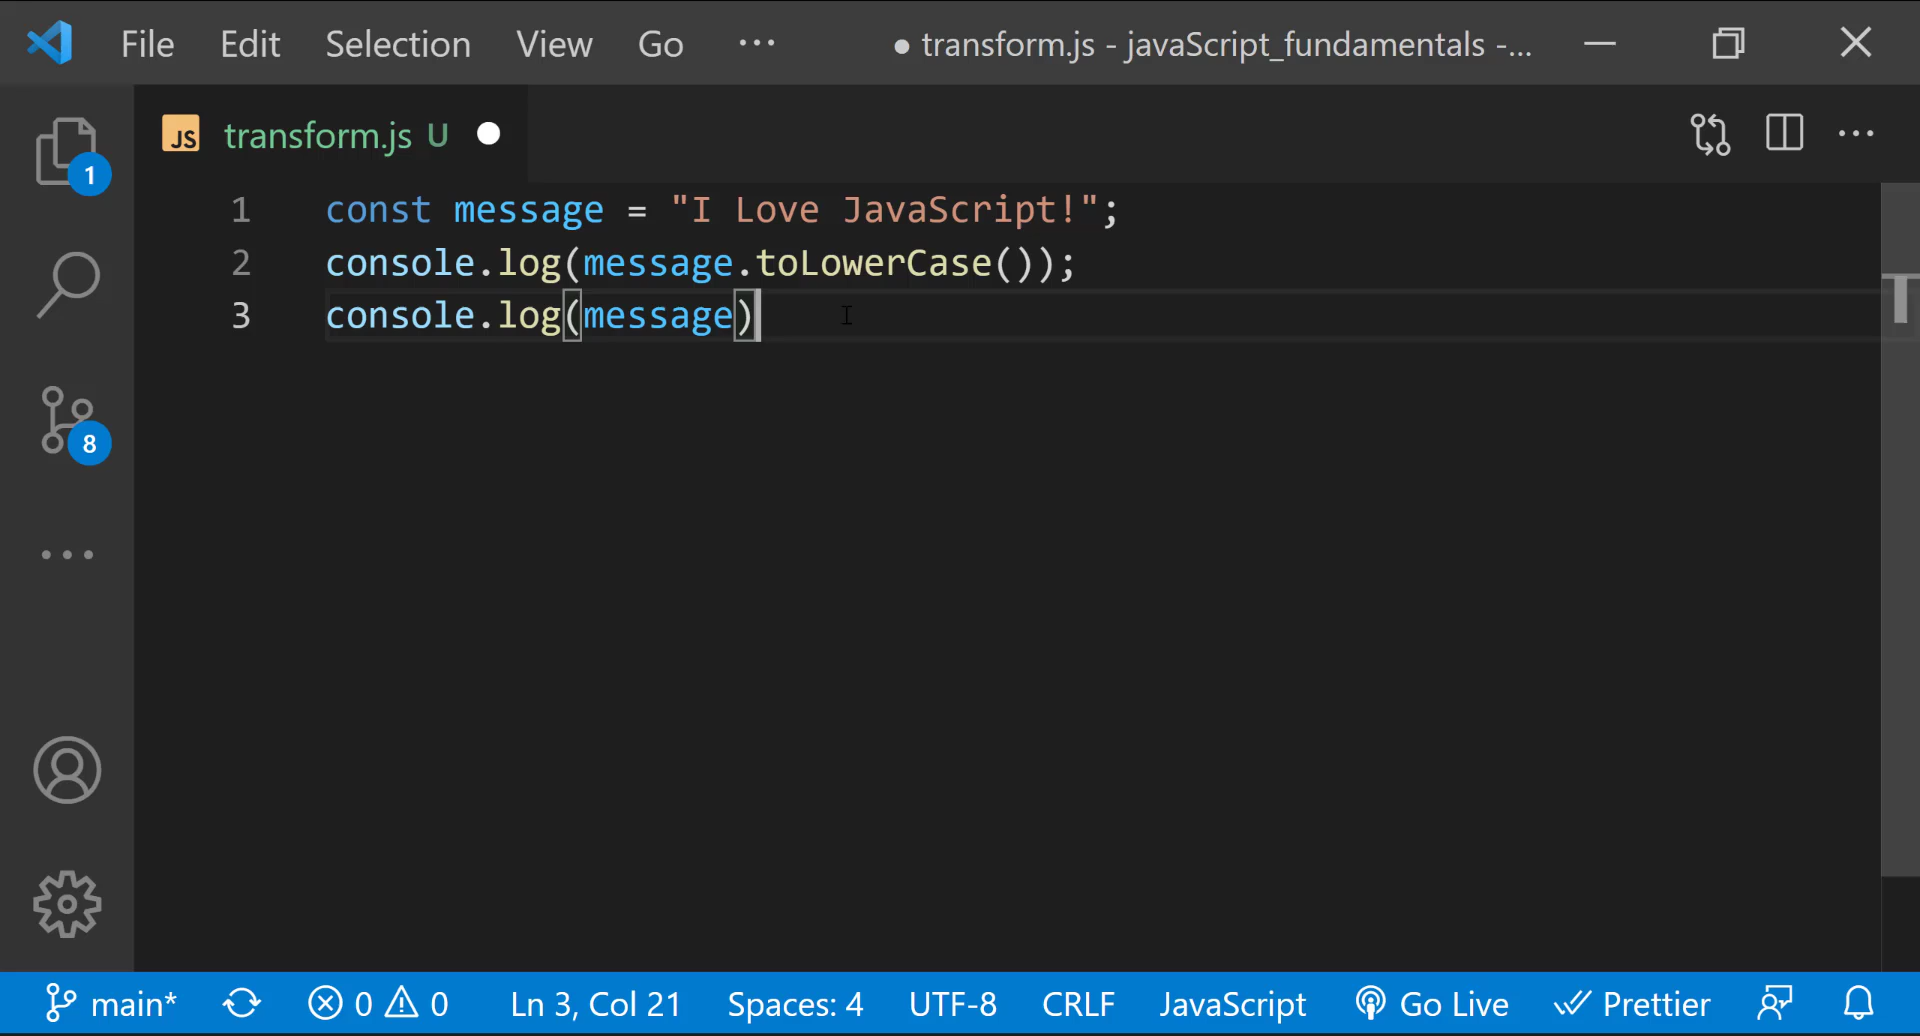 File Edit Selection View Go ··· ● transform.js - javaScript_fundamentals -...
JS transform.js U ●
1
1 const message = "I Love JavaScript!";
2 console.log(message.toLowerCase());
3 console.log(message)
8
main* 0 0 Ln 3, Col 21 Spaces: 4 UTF-8 CRLF JavaScript Go Live Prettier